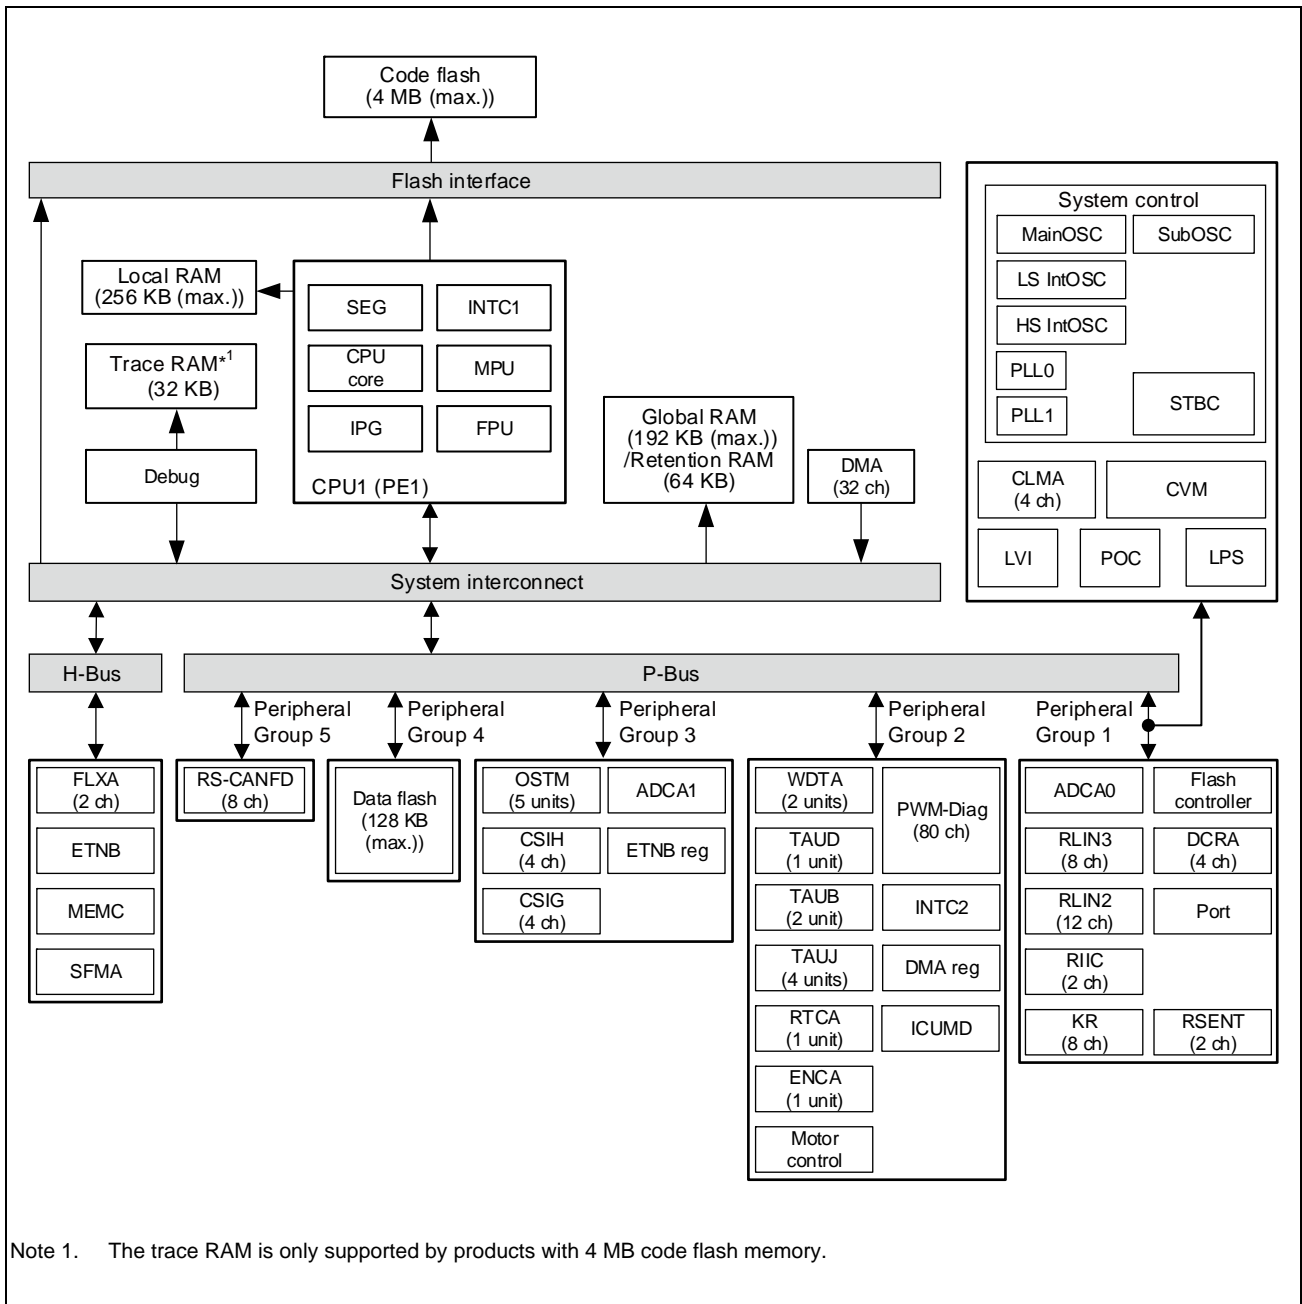 Code flash
(4 MB (max.))
Flash interface
Local RAM
(256 KB (max.))
SEG
INTC1
CPU
core
MPU
IPG
FPU
CPU1 (PE1)
Trace RAM*1
(32 KB)
Debug
Global RAM
(192 KB (max.))
/Retention RAM
(64 KB)
DMA
(32 ch)
System control
MainOSC
SubOSC
LS IntOSC
HS IntOSC
PLL0
PLL1
STBC
CLMA
(4 ch)
CVM
LVI
POC
LPS
System interconnect
H-Bus
P-Bus
Peripheral
Group 5
Peripheral
Group 4
Peripheral
Group 3
Peripheral
Group 2
Peripheral
Group 1
FLXA
(2 ch)
ETNB
MEMC
SFMA
RS-CANFD
(8 ch)
Data flash
(128 KB
(max.))
OSTM
(5 units)
ADCA1
CSIH
(4 ch)
ETNB reg
CSIG
(4 ch)
WDTA
(2 units)
PWM-Diag
(80 ch)
TAUD
(1 unit)
TAUB
(2 unit)
INTC2
TAUJ
(4 units)
DMA reg
RTCA
(1 unit)
ICUMD
ENCA
(1 unit)
Motor
control
ADCA0
Flash
controller
RLIN3
(8 ch)
DCRA
(4 ch)
RLIN2
(12 ch)
Port
RIIC
(2 ch)
KR
(8 ch)
RSENT
(2 ch)
Note 1. The trace RAM is only supported by products with 4 MB code flash memory.